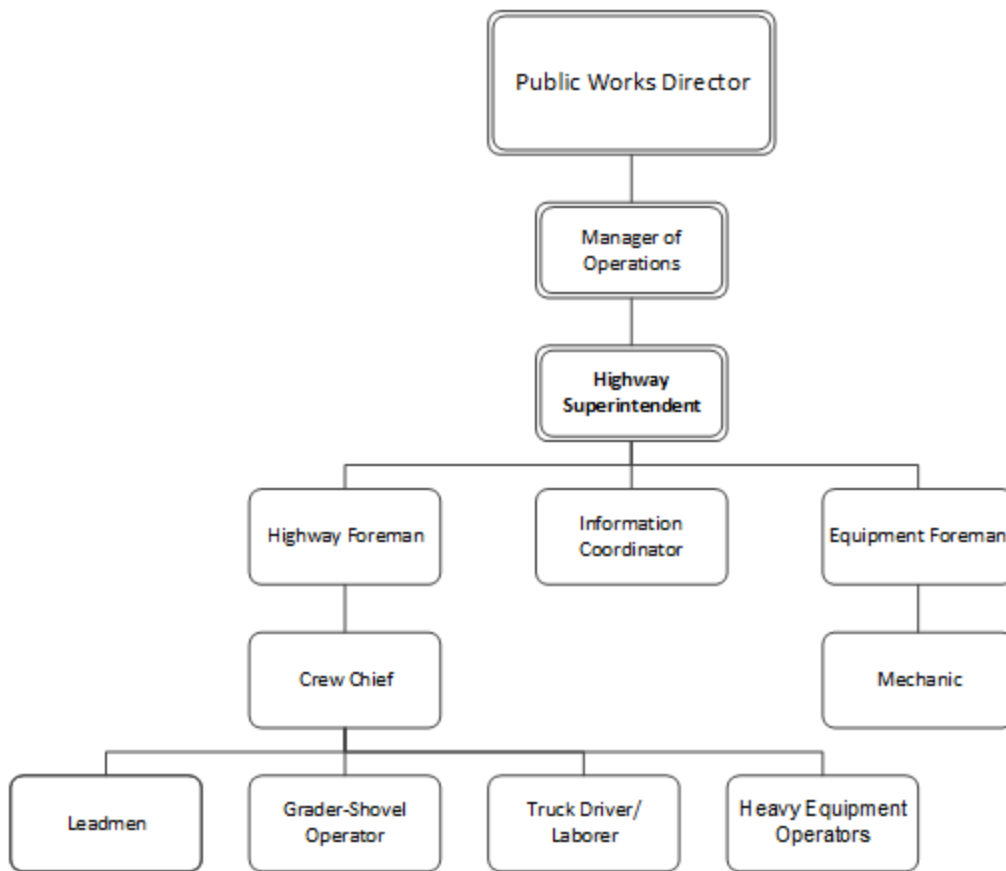 Public Works Director
Manager of
Operations
Highway
Superintendent
Highway Foreman
Information
Coordinator
Equipment Foreman
Crew Chief
Mechanic
Leadmen
Grader-Shovel
Operator
Truck Driver/
Laborer
Heavy Equipment
Operators